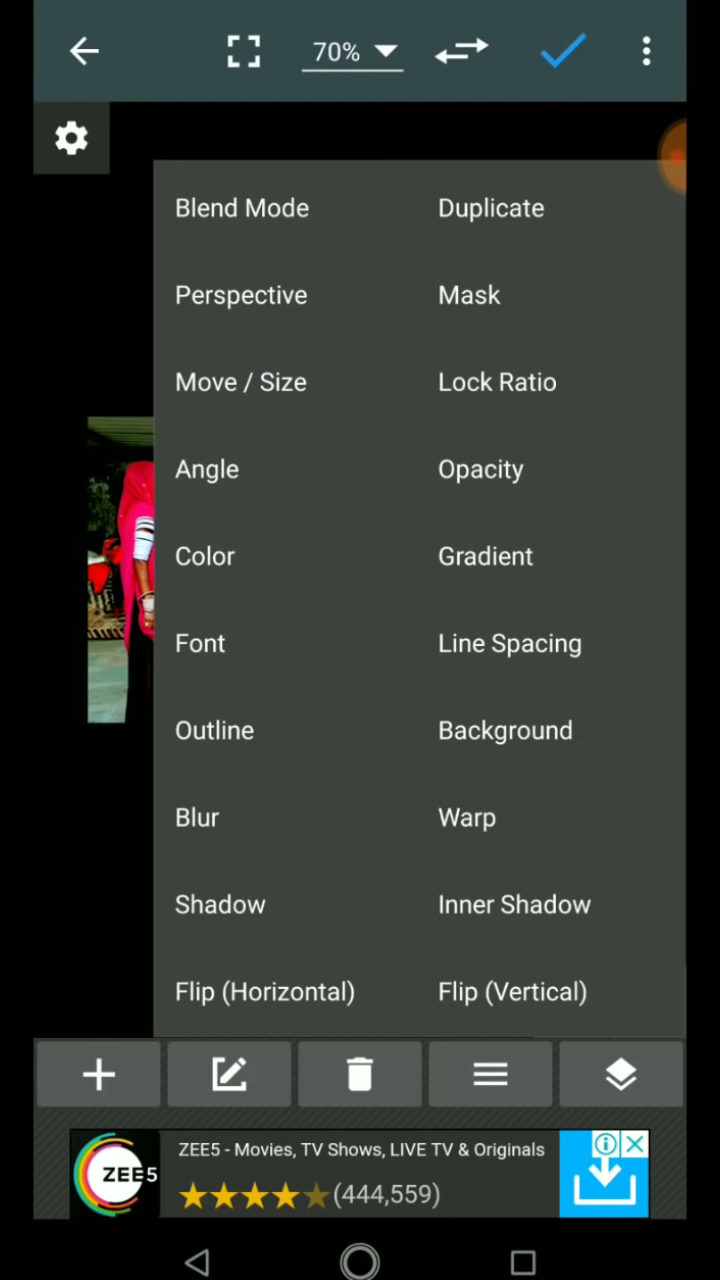 70%
Blend Mode Duplicate
Perspective Mask
Move / Size Lock Ratio
Angle Opacity
Color Gradient
Font Line Spacing
Outline Background
Blur Warp
Shadow Inner Shadow
Flip (Horizontal) Flip (Vertical)
ZEE5
ZEE5 - Movies, TV Shows, LIVE TV & Originals
(444,559)